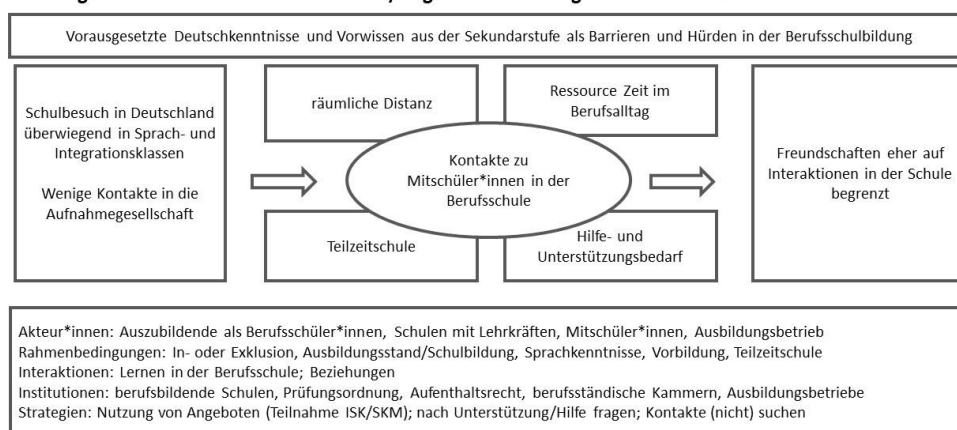 Vorausgesetzte Deutschkenntnisse und Vorwissen aus der Sekundarstufe als Barrieren und Hürden in der Berufsschulbildung
Schulbesuch in Deutschland
überwiegend in Sprach- und
Integrationsklassen
Wenige Kontakte in die
Aufnahmegesellschaft
räumliche Distanz
Ressource Zeit im
Berufsalltag
Kontakte zu
Mitschüler*innen in der
Berufsschule
Teilzeitschule
Hilfe- und
Unterstützungsbedarf
Freundschaften eher auf
Interaktionen in der Schule
begrenzt
Akteur*innen: Auszubildende als Berufsschüler*innen, Schulen mit Lehrkräften, Mitschüler*innen, Ausbildungsbetrieb
Rahmenbedingungen: In- oder Exklusion, Ausbildungsstand/Schulbildung, Sprachkenntnisse, Vorbildung, Teilzeitschule
Interaktionen: Lernen in der Berufsschule; Beziehungen
Institutionen: berufsbildende Schulen, Prüfungsordnung, Aufenthaltsrecht, berufsständische Kammern, Ausbildungsbetriebe
Strategien: Nutzung von Angeboten (Teilnahme ISK/SKM); nach Unterstützung/Hilfe fragen; Kontakte (nicht) suchen